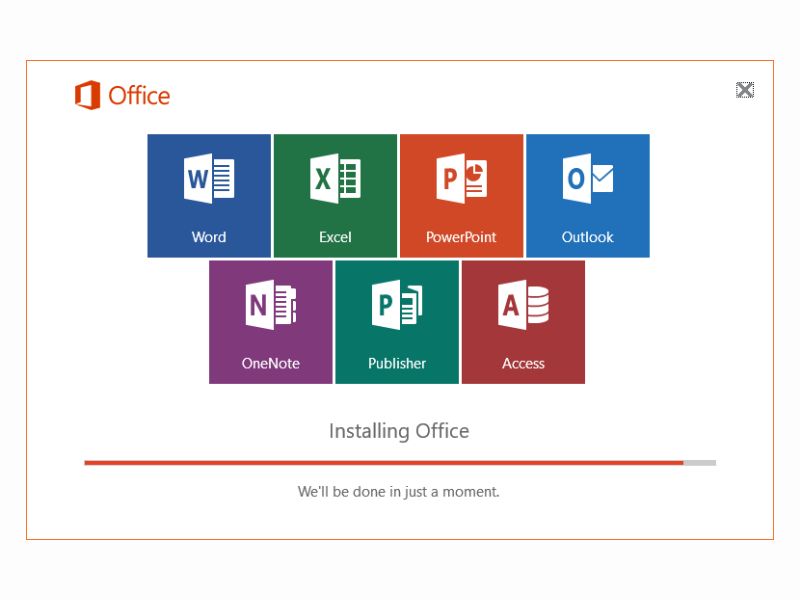 Office
W X P O
Word Excel PowerPoint Outlook
N P A
OneNote Publisher Access
Installing Office
We'll be done in just a moment.